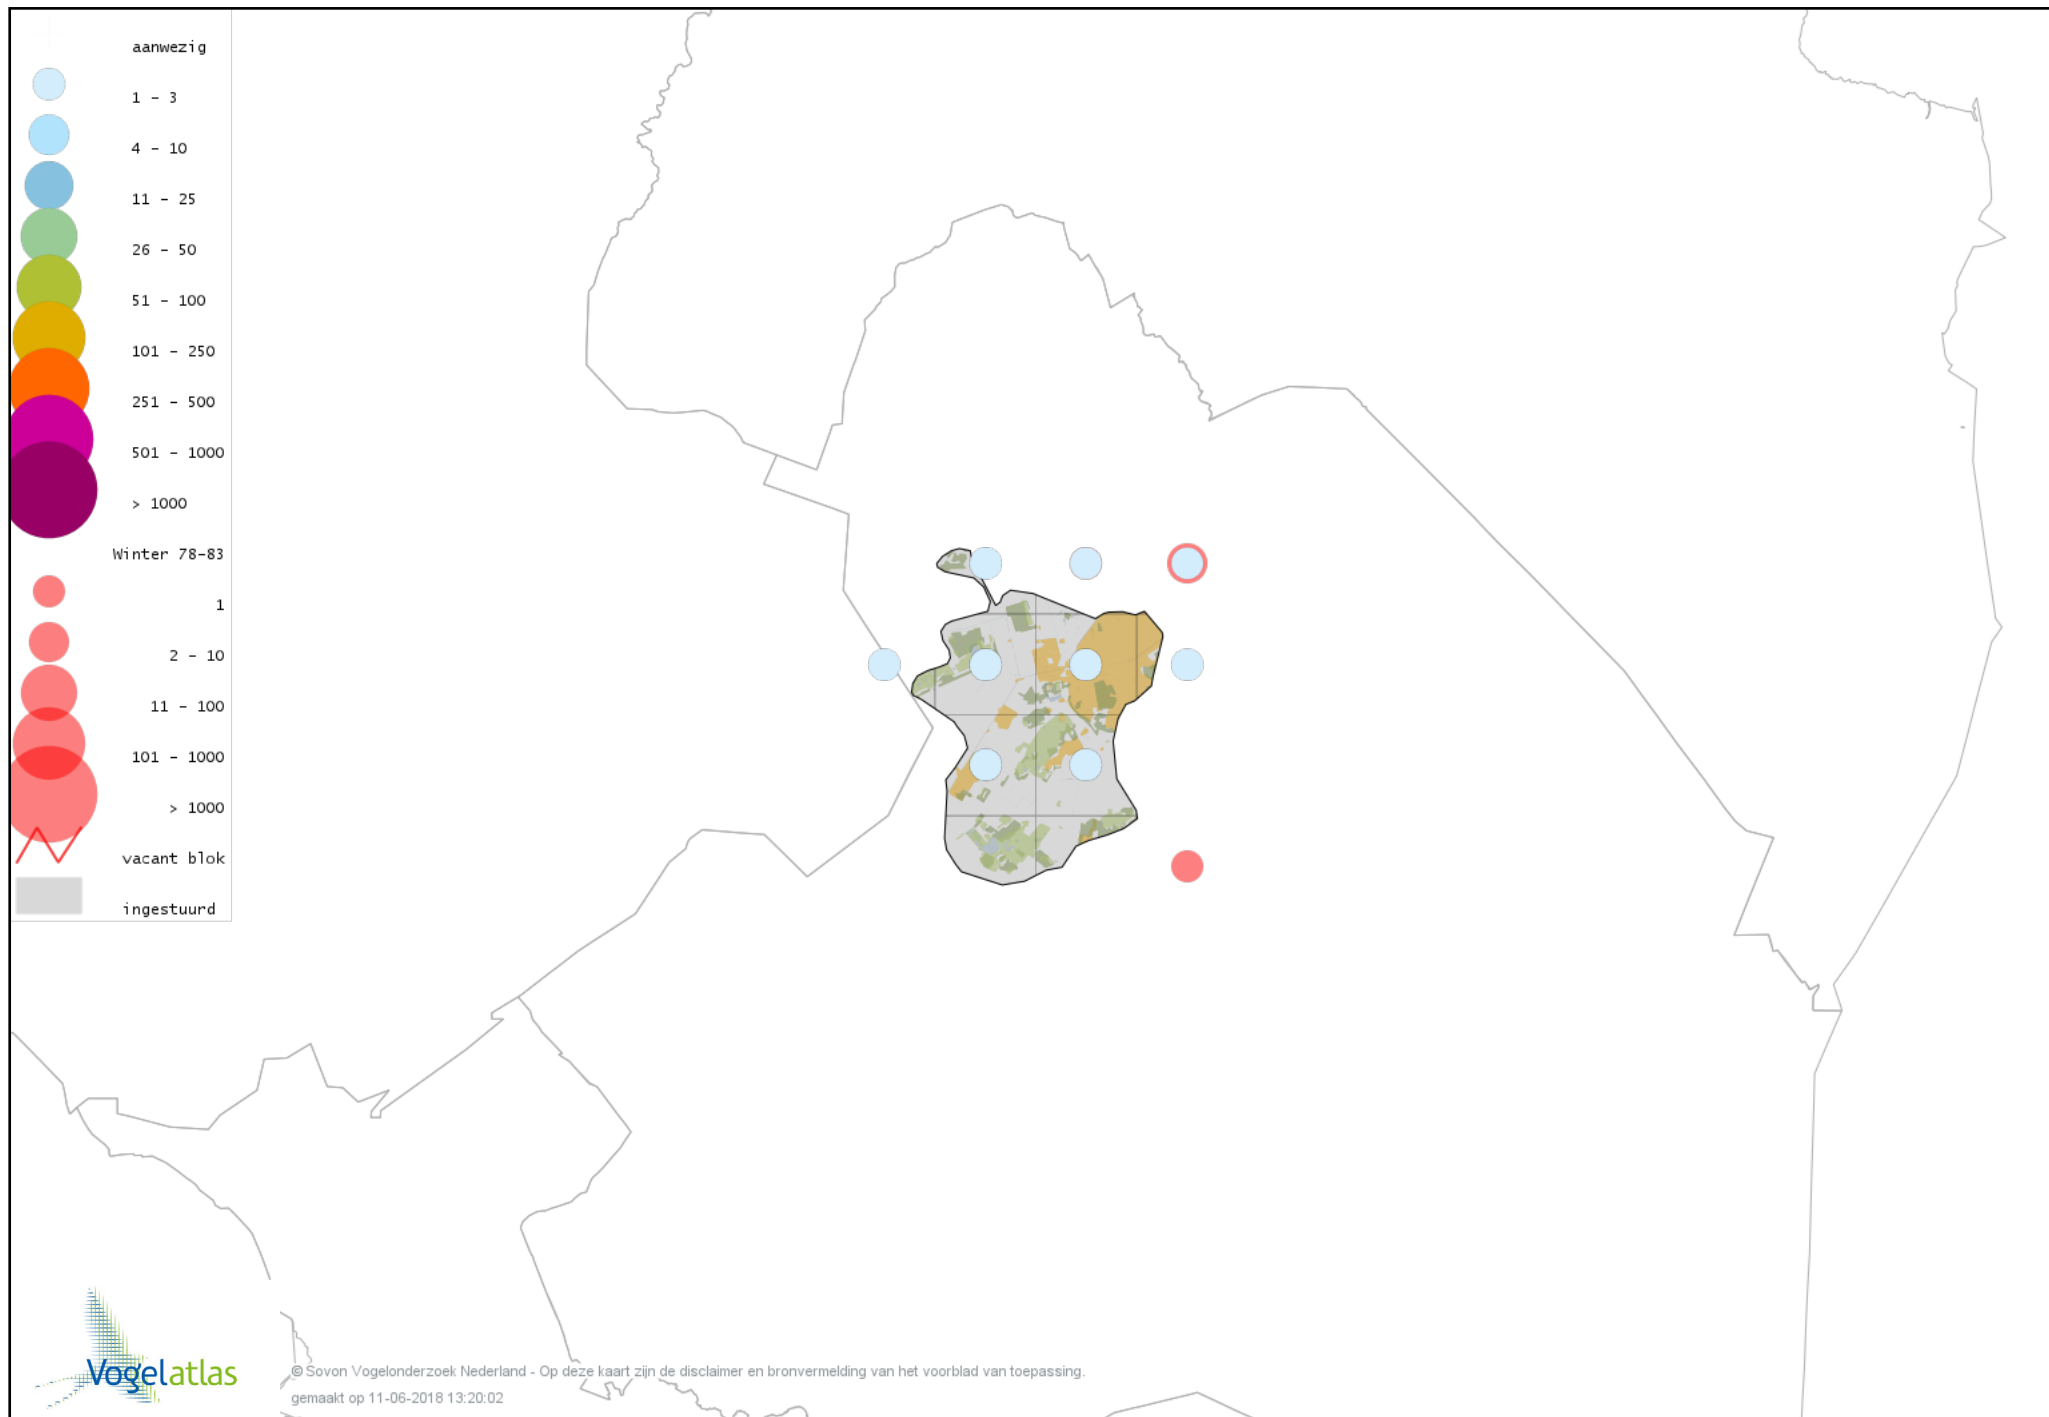 aanwezig
1 - 3
4 - 10
11 - 25
26 - 50
51 - 100
101 - 250
251 - 500
501 - 1000
> 1000
Winter 78-83
1
2 - 10
11 - 100
101 - 1000
> 1000
vacant blok
ingestuurd
Vogelatlas
© Sovon Vogelonderzoek Nederland - Op deze kaart zijn de disclaimer en bronvermelding van het voorblad van toepassing.
gemaakt op 11-06-2018 13:20:02